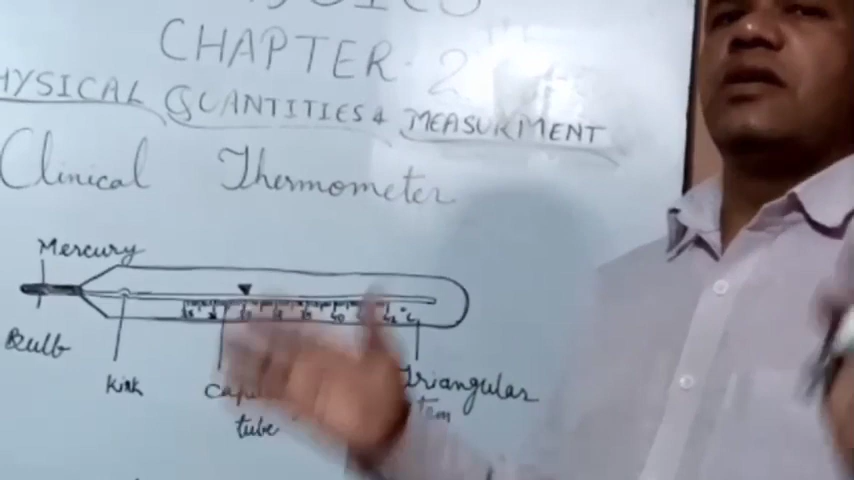 CHAPTER-2
HYSICAL QUANTITIES & MEASURMENT
Clinical Thermometer
Mercury
Bulb
kink
tube
Triangular